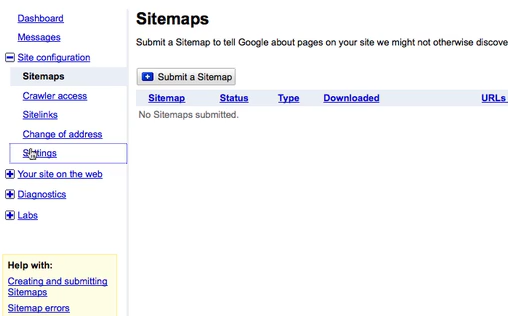 Dashboard
Messages
Site configuration
Sitemaps
Crawler access
Sitelinks
Change of address
Settings
Your site on the web
Diagnostics
Labs
Help with:
Creating and submitting
Sitemaps
Sitemap errors
Sitemaps
Submit a Sitemap to tell Google about pages on your site we might not otherwise discove
Submit a Sitemap
Sitemap Status Type Downloaded URLs
No Sitemaps submitted.